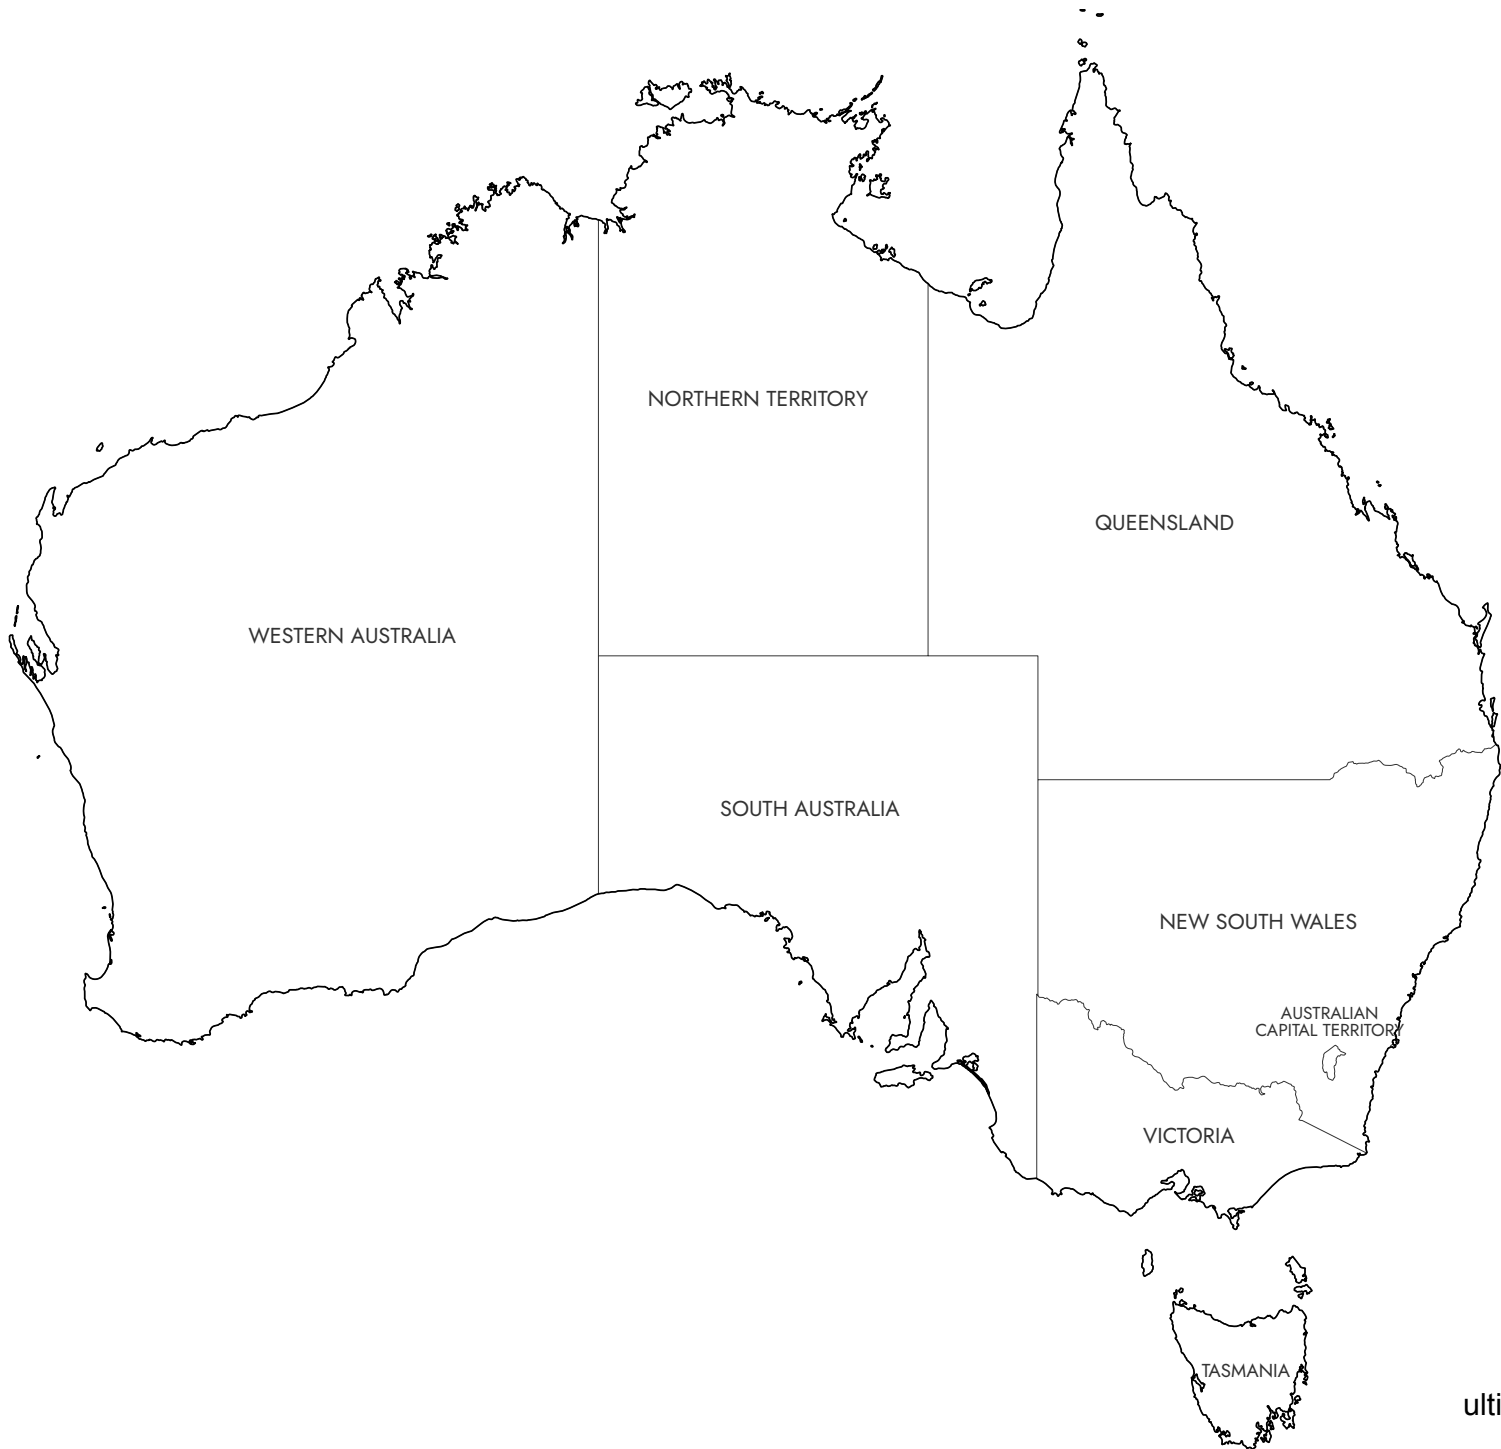 NORTHERN TERRITORY
QUEENSLAND
WESTERN AUSTRALIA
SOUTH AUSTRALIA
NEW SOUTH WALES
AUSTRALIAN
CAPITAL TERRITORY
VICTORIA
TASMANIA
ulti